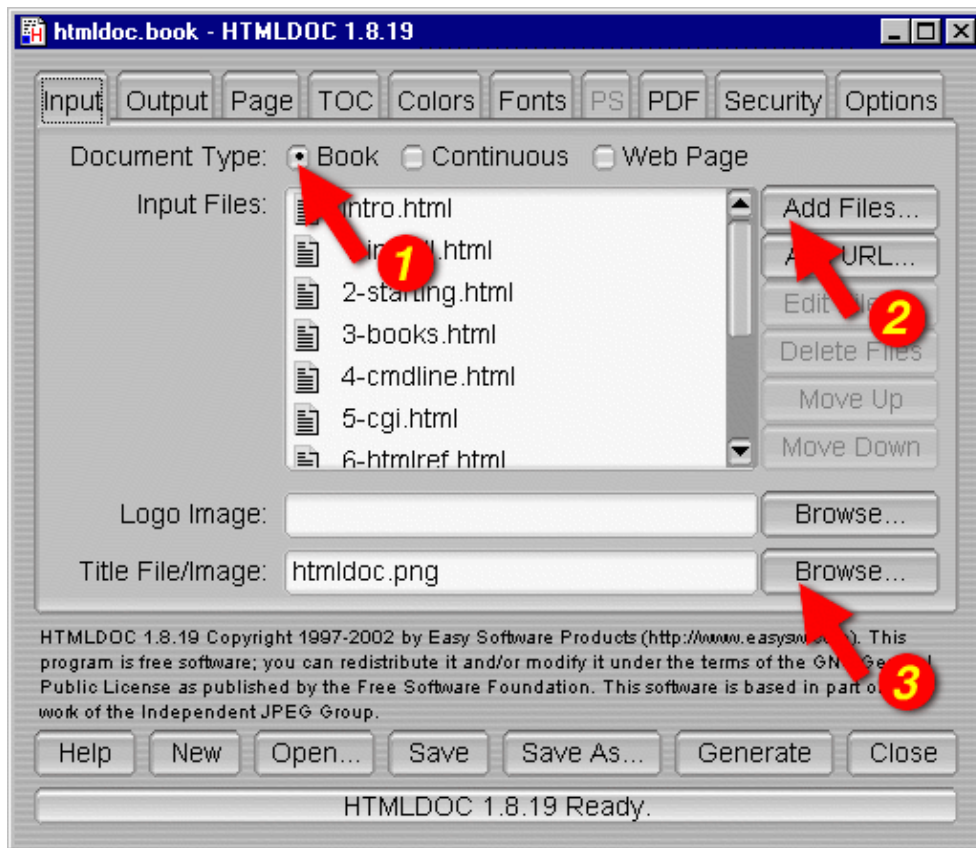 htmldoc.book - HTMLDOC 1.8.19
Input Output Page TOC Colors Fonts PS PDF Security Options
Document Type: Book Continuous Web Page
Input Files:
intro.html
2-starting.html
3-books.html
4-cmdline.html
5-cgi.html
6-htmlref.html
Add Files...
URL...
Edit
Delete Files
Move Up
Move Down
1
2
Logo Image: Browse...
Title File/Image: htmldoc.png Browse...
HTMLDOC 1.8.19 Copyright 1997-2002 by Easy Software Products (http://www.easysw. ). This
program is free software; you can redistribute it and/or modify it under the terms of the GN General
Public License as published by the Free Software Foundation. This software is based in part
work of the Independent JPEG Group.
3
Help New Open... Save Save As... Generate Close
HTMLDOC 1.8.19 Ready.